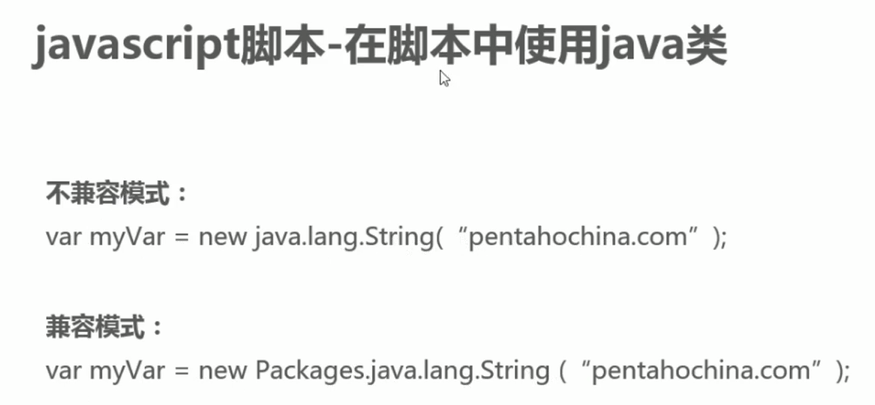 javascript脚本-在脚本中使用java类
不兼容模式：
var myVar = new java.lang.String(“pentahochina.com”);
兼容模式：
var myVar = new Packages.java.lang.String (“pentahochina.com”);